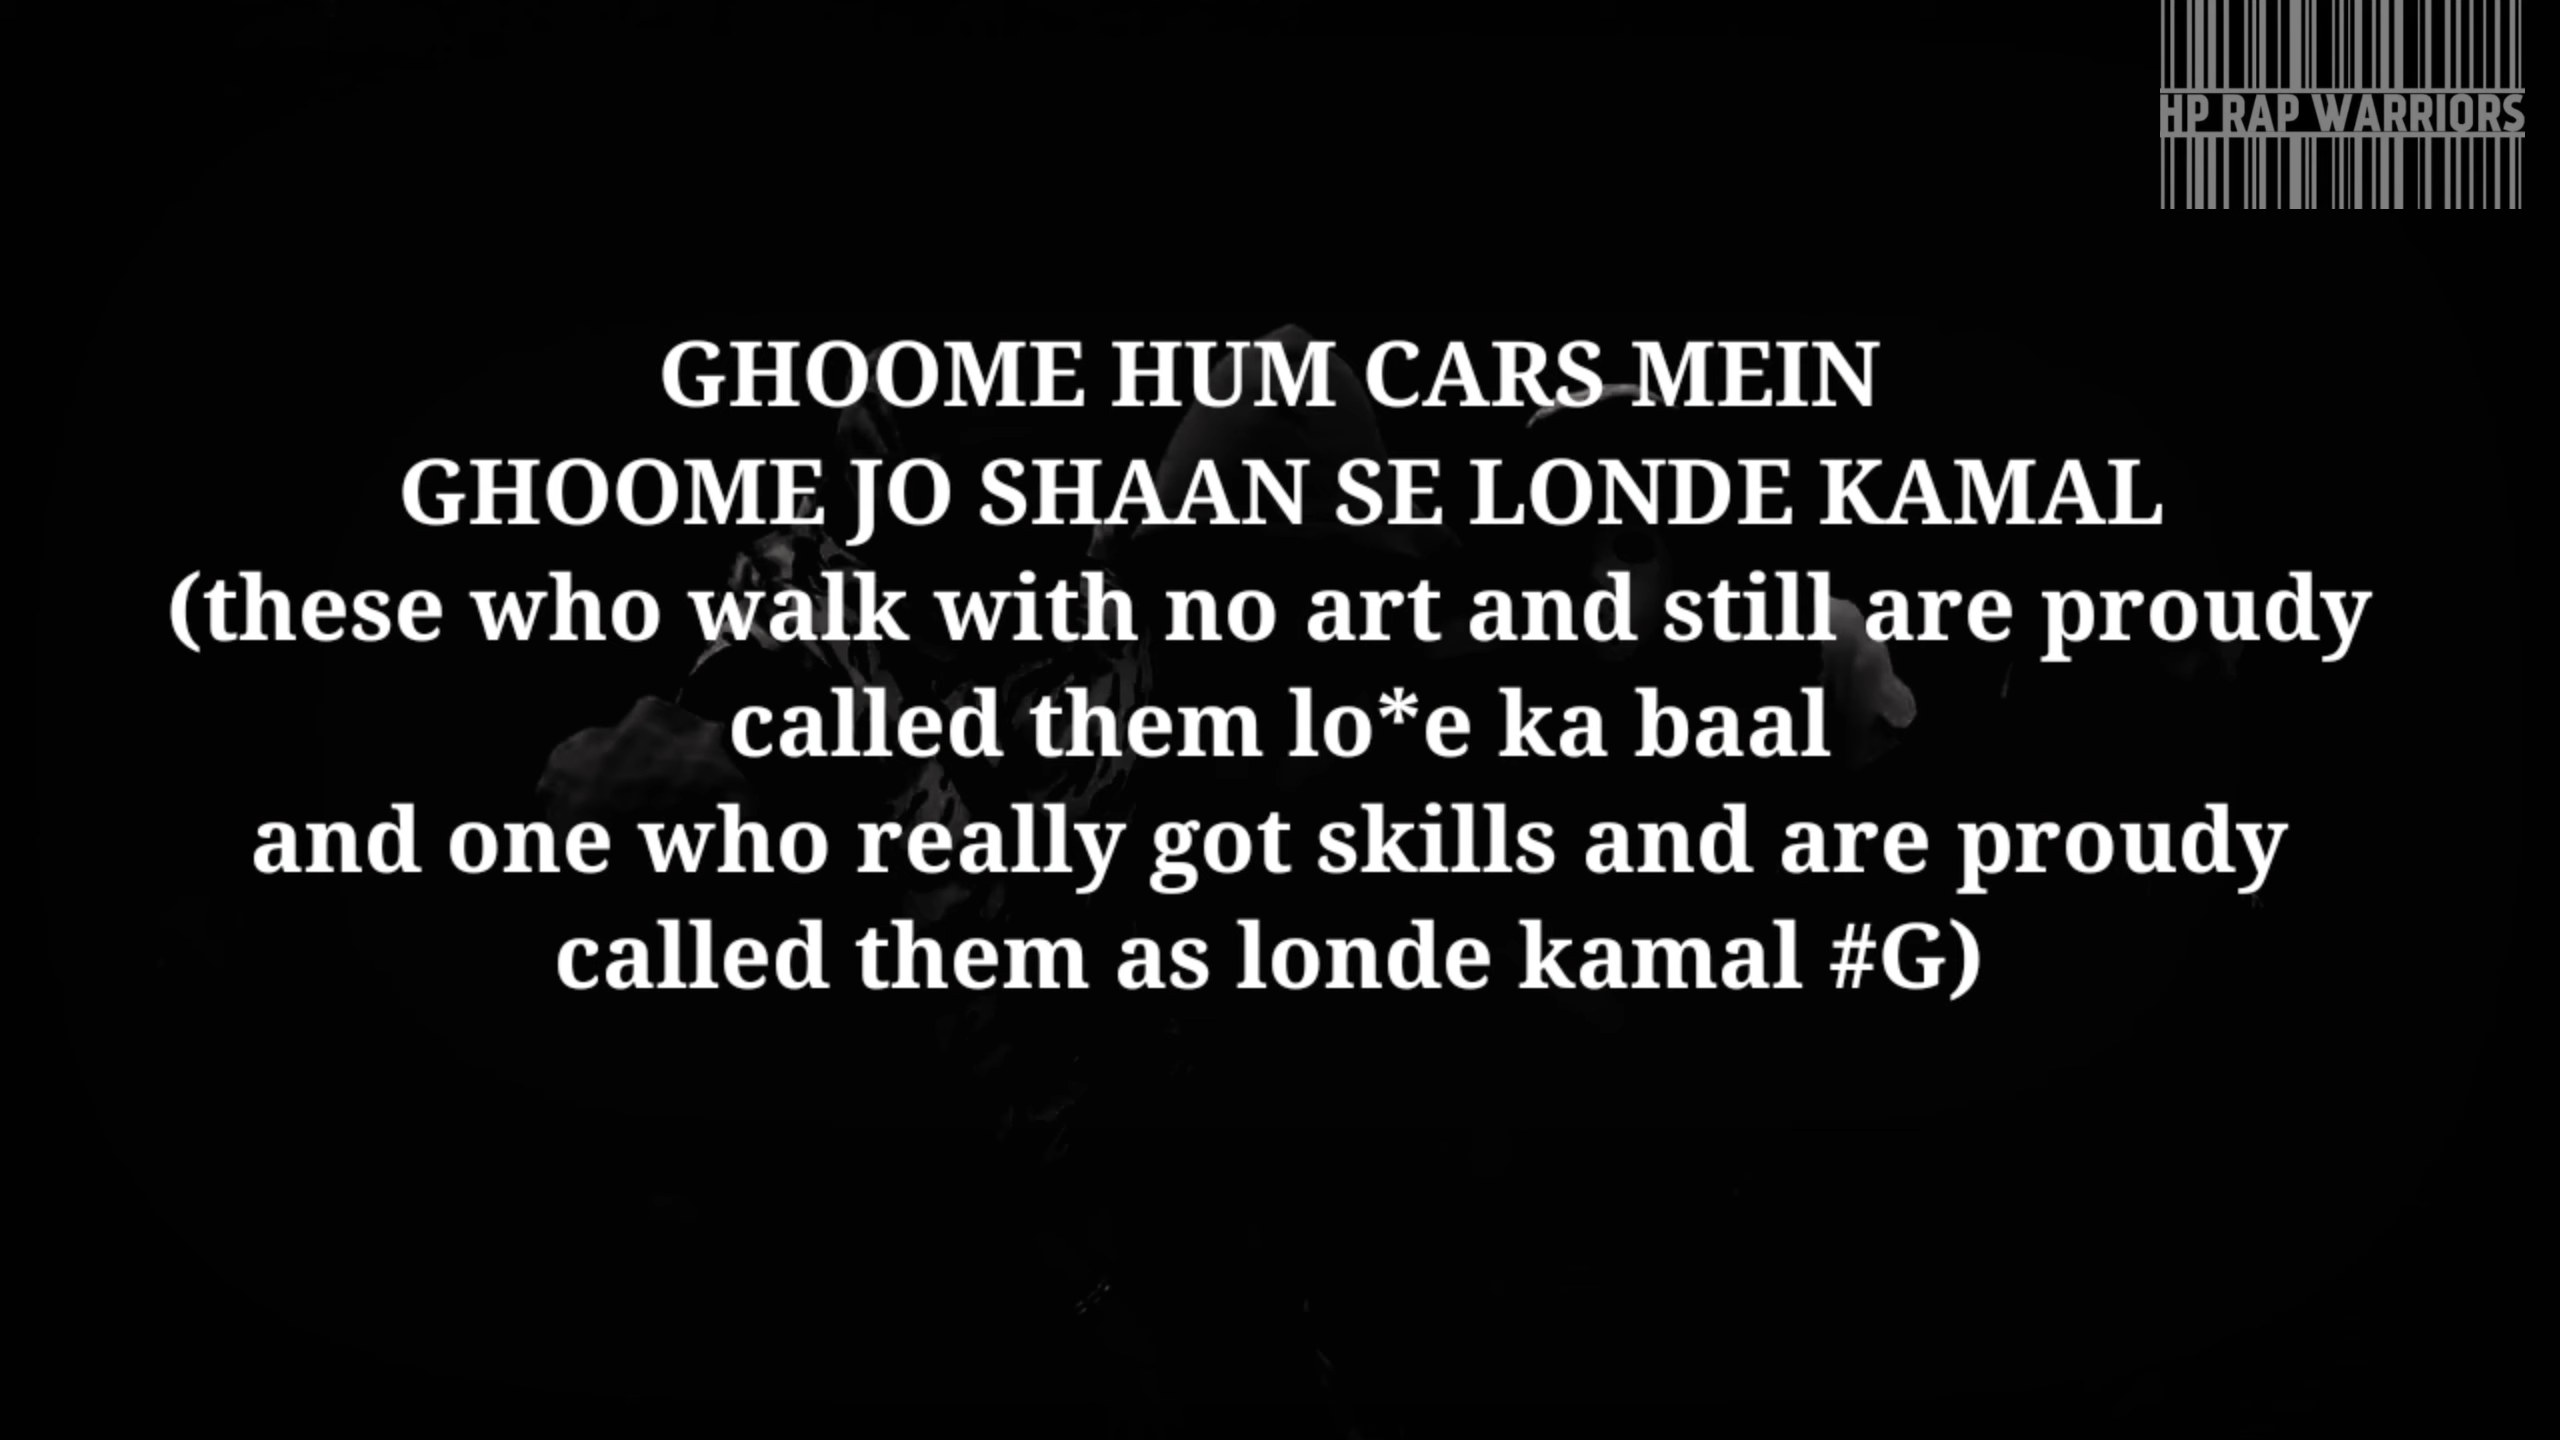 HP RAP WARRIORS
GHOOME HUM CARS MEIN
GHOOME JO SHAAN SE LONDE KAMAL
(these who walk with no art and still are proudy
called them lo*e ka baal
and one who really got skills and are proudy
called them as londe kamal #G)